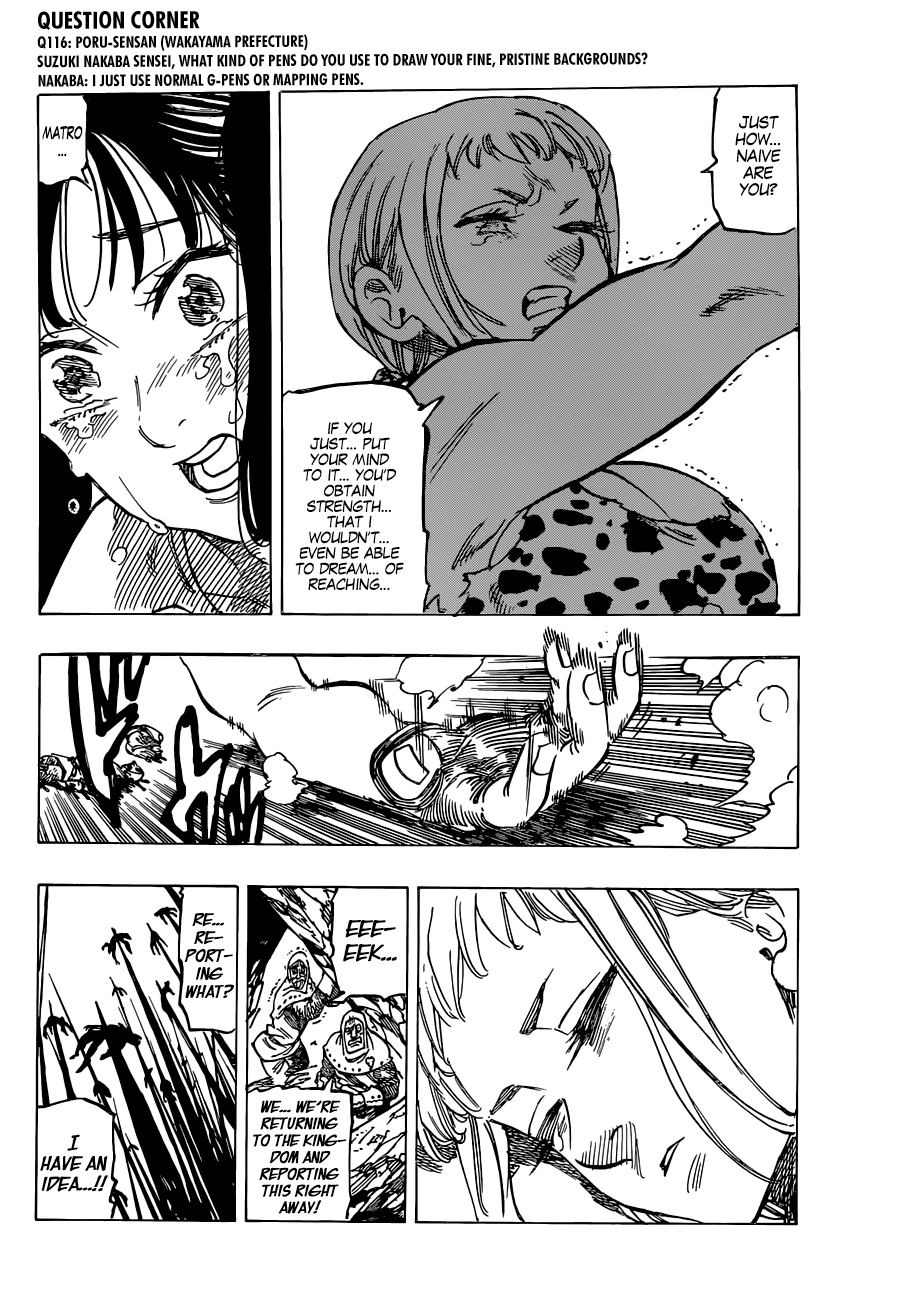 QUESTION CORNER
Q116: PORU-SENSAN (WAKAYAMA PREFECTURE)
SUZUKI NAKABA SENSEI, WHAT KIND OF PENS DO YOU USE TO DRAW YOUR FINE, PRISTINE BACKGROUNDS?
NAKABA: I JUST USE NORMAL G-PENS OR MAPPING PENS.
JUST
HOW...
NAIVE
ARE
YOU?
IF YOU
JUST... PUT
YOUR MIND
TO IT... YOU'D
OBTAIN
STRENGTH...
THAT I
WOULDN'T...
EVEN BE ABLE
TO DREAM... OF
REACHING...
MATRO
...
EEE-
EEK...
WE... WE'RE
RETURNING
TO THE KING-
DOM AND
REPORTING
THIS RIGHT
AWAY!
RE...
RE-
PORT-
ING
WHAT?
I
HAVE AN
IDEA...!!